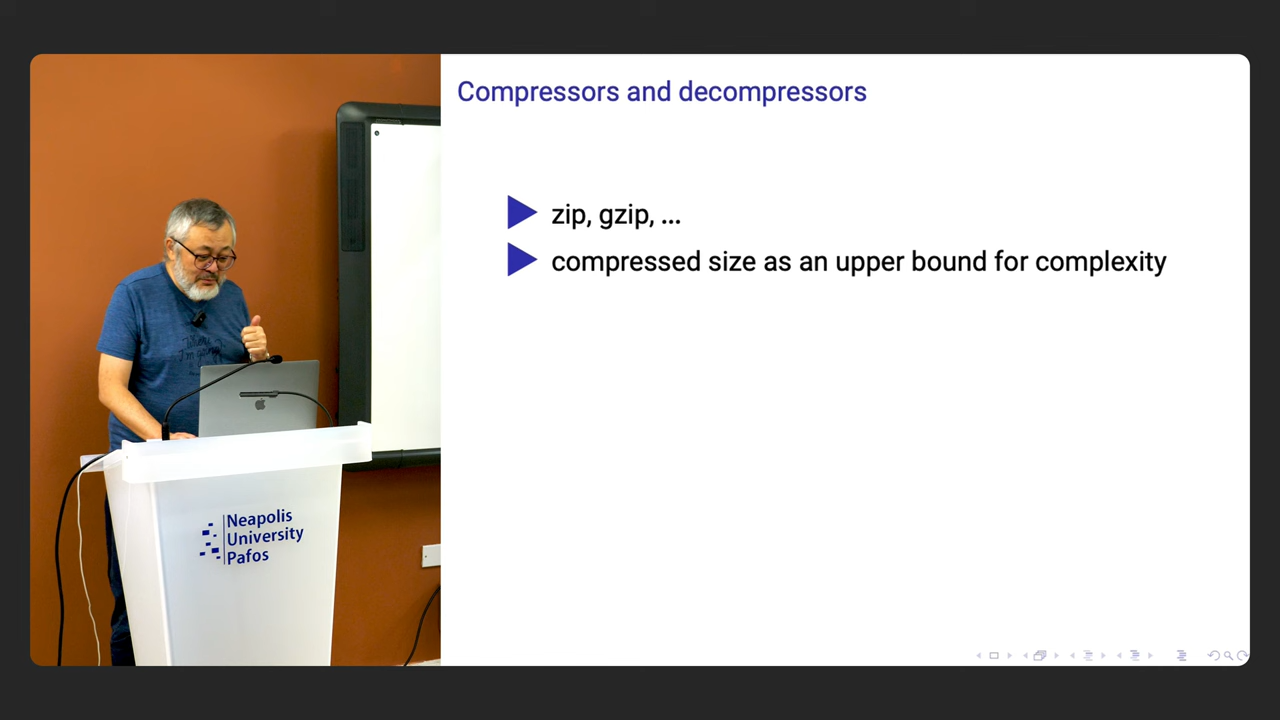 Compressors and decompressors
zip, gzip, ...
compressed size as an upper bound for complexity
Neapolis
University
Pafos